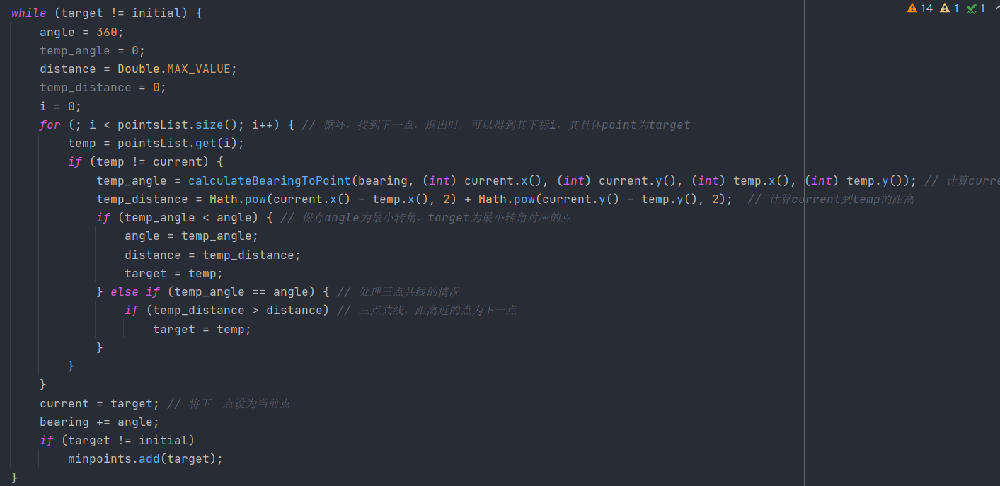 while (target != initial) {
angle = 360;
temp_angle = 0;
distance = Double.MAX_VALUE;
temp_distance = 0;
i = 0;
for (; i < pointsList.size(); i++) { // 循环，找到下一点，退出时，可以得到其下标i，其具体point为target
temp = pointsList.get(i);
if (temp != current) {
temp_angle = calculateBearingToPoint(bearing, (int) current.x(), (int) current.y(), (int) temp.x(), (int) temp.y()); // 计算curre
temp_distance = Math.pow(current.x() - temp.x(), 2) + Math.pow(current.y() - temp.y(), 2);  // 计算current到temp的距离
if (temp_angle < angle) { // 保存angle为最小转角，target为最小转角对应的点
angle = temp_angle;
distance = temp_distance;
target = temp;
} else if (temp_angle == angle) { // 处理三点共线的情况
if (temp_distance > distance) // 三点共线，距离近的点为下一点
target = temp;
}
}
}
current = target; // 将下一点设为当前点
bearing += angle;
if (target != initial)
minpoints.add(target);
}
14 1 1